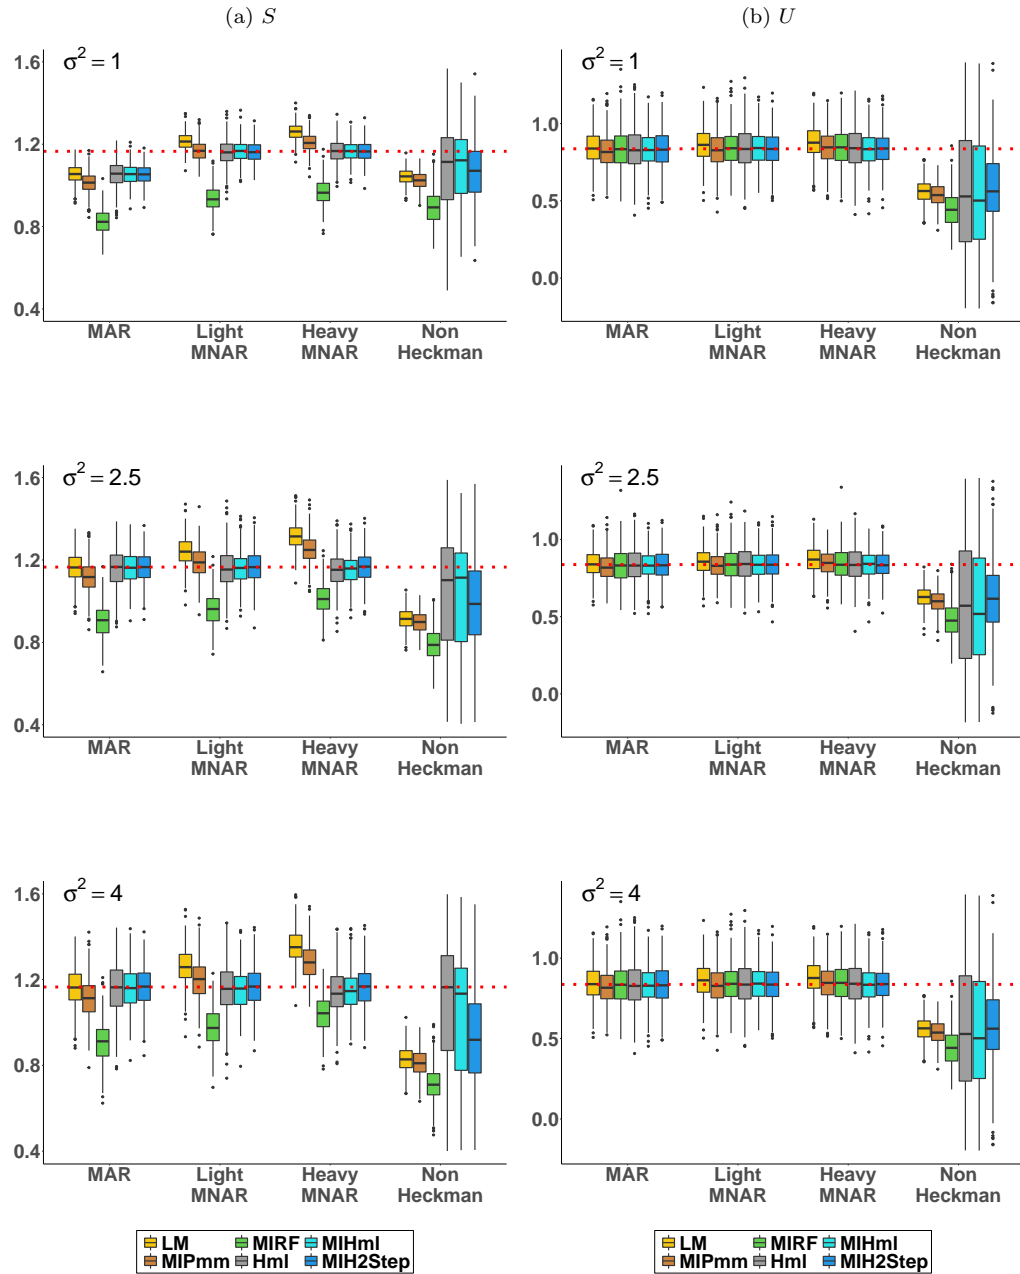 (a) S
(b) U
σ² = 1
1.6
1.2
0.8
0.4
MAR
Light
MNAR
Heavy
MNAR
Non
Heckman
σ² = 1
1.0
0.5
0.0
MAR
Light
MNAR
Heavy
MNAR
Non
Heckman
σ² = 2.5
1.6
1.2
0.8
0.4
MAR
Light
MNAR
Heavy
MNAR
Non
Heckman
σ² = 2.5
1.0
0.5
0.0
MAR
Light
MNAR
Heavy
MNAR
Non
Heckman
σ² = 4
1.6
1.2
0.8
0.4
MAR
Light
MNAR
Heavy
MNAR
Non
Heckman
σ² = 4
1.0
0.5
0.0
MAR
Light
MNAR
Heavy
MNAR
Non
Heckman
LM MIRF MIHml
MIPmm Hml MIH2Step
LM MIRF MIHml
MIPmm Hml MIH2Step